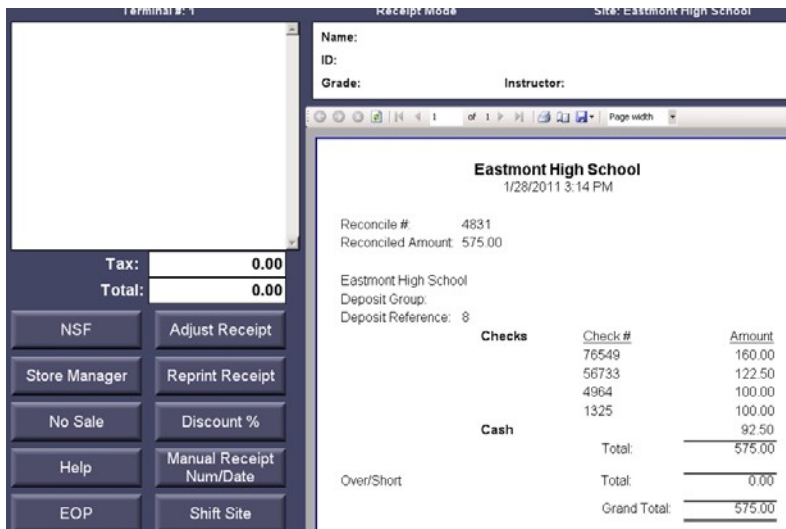 Terminal #: 1
Receipt Mode
Site: Eastmont High School
Name:
ID:
Grade: Instructor:
1 of 1 Page width
Tax: 0.00
Total: 0.00
NSF
Adjust Receipt
Store Manager
Reprint Receipt
No Sale
Discount %
Help
Manual Receipt
Num/Date
EOP
Shift Site
Eastmont High School
1/28/2011 3:14 PM
Reconcile #: 4831
Reconciled Amount: 575.00
Eastmont High School
Deposit Group:
Deposit Reference: 8
Checks Check # Amount
76549 160.00
56733 122.50
4964 100.00
1325 100.00
Cash 92.50
Total: 575.00
Over/Short Total: 0.00
Grand Total: 575.00